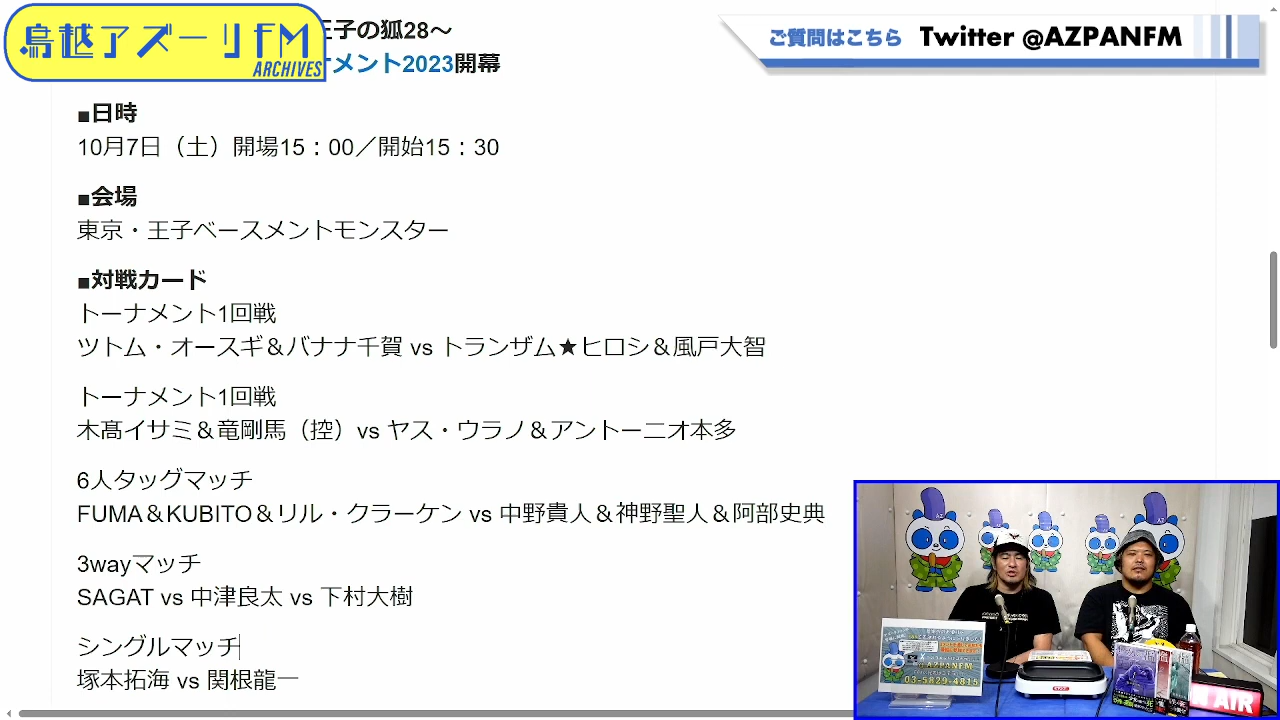 鳥越アズーリFM
ARCHIVES
王子の狐28～
ナメント2023開幕
ご質問はこちら Twitter @AZPANFM
■日時
10月7日（土）開場15：00／開始15：30
■会場
東京・王子ベースメントモンスター
■対戦カード
トーナメント1回戦
ツトム・オースギ＆バナナ千賀 vs トランザム★ヒロシ＆風戸大智
トーナメント1回戦
木髙イサミ＆竜剛馬（控）vs ヤス・ウラノ＆アントーニオ本多
6人タッグマッチ
FUMA＆KUBITO＆リル・クラーケン vs 中野貴人＆神野聖人＆阿部史典
3wayマッチ
SAGAT vs 中津良太 vs 下村大樹
シングルマッチ
塚本拓海 vs 関根龍一
AZPANFM
03-5829-4815
AIR